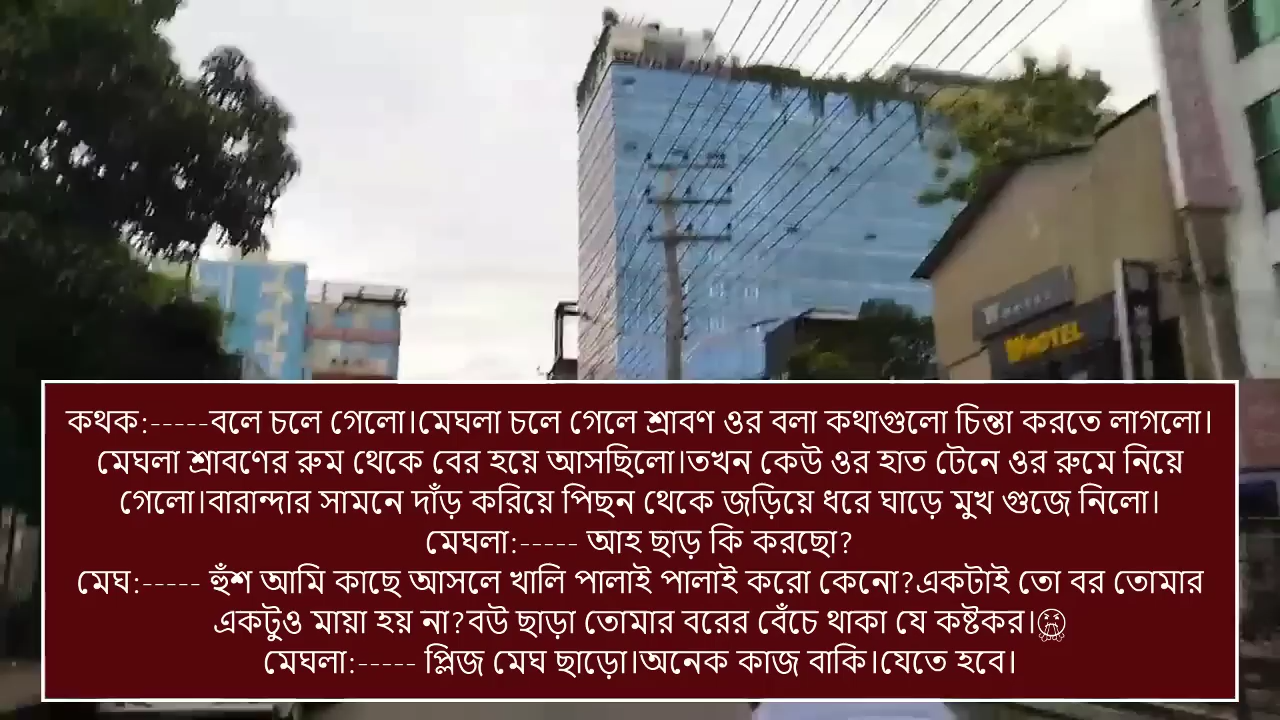 WNOTEL
কথক:-----বলে চলে গেলো।মেঘলা চলে গেলে শ্রাবণ ওর বলা কথাগুলো চিন্তা করতে লাগলো।
মেঘলা শ্রাবণের রুম থেকে বের হয়ে আসছিলো।তখন কেউ ওর হাত টেনে ওর রুমে নিয়ে
গেলো।বারান্দার সামনে দাঁড় করিয়ে পিছন থেকে জড়িয়ে ধরে ঘাড়ে মুখ গুজে নিলো।
মেঘলা:----- আহ ছাড় কি করছো?
মেঘ:----- হুঁশ আমি কাছে আসলে খালি পালাই পালাই করো কেনো?একটাই তো বর তোমার
একটুও মায়া হয় না?বউ ছাড়া তোমার বরের বেঁচে থাকা যে কষ্টকর।😭
মেঘলা:----- প্লিজ মেঘ ছাড়ো।অনেক কাজ বাকি।যেতে হবে।